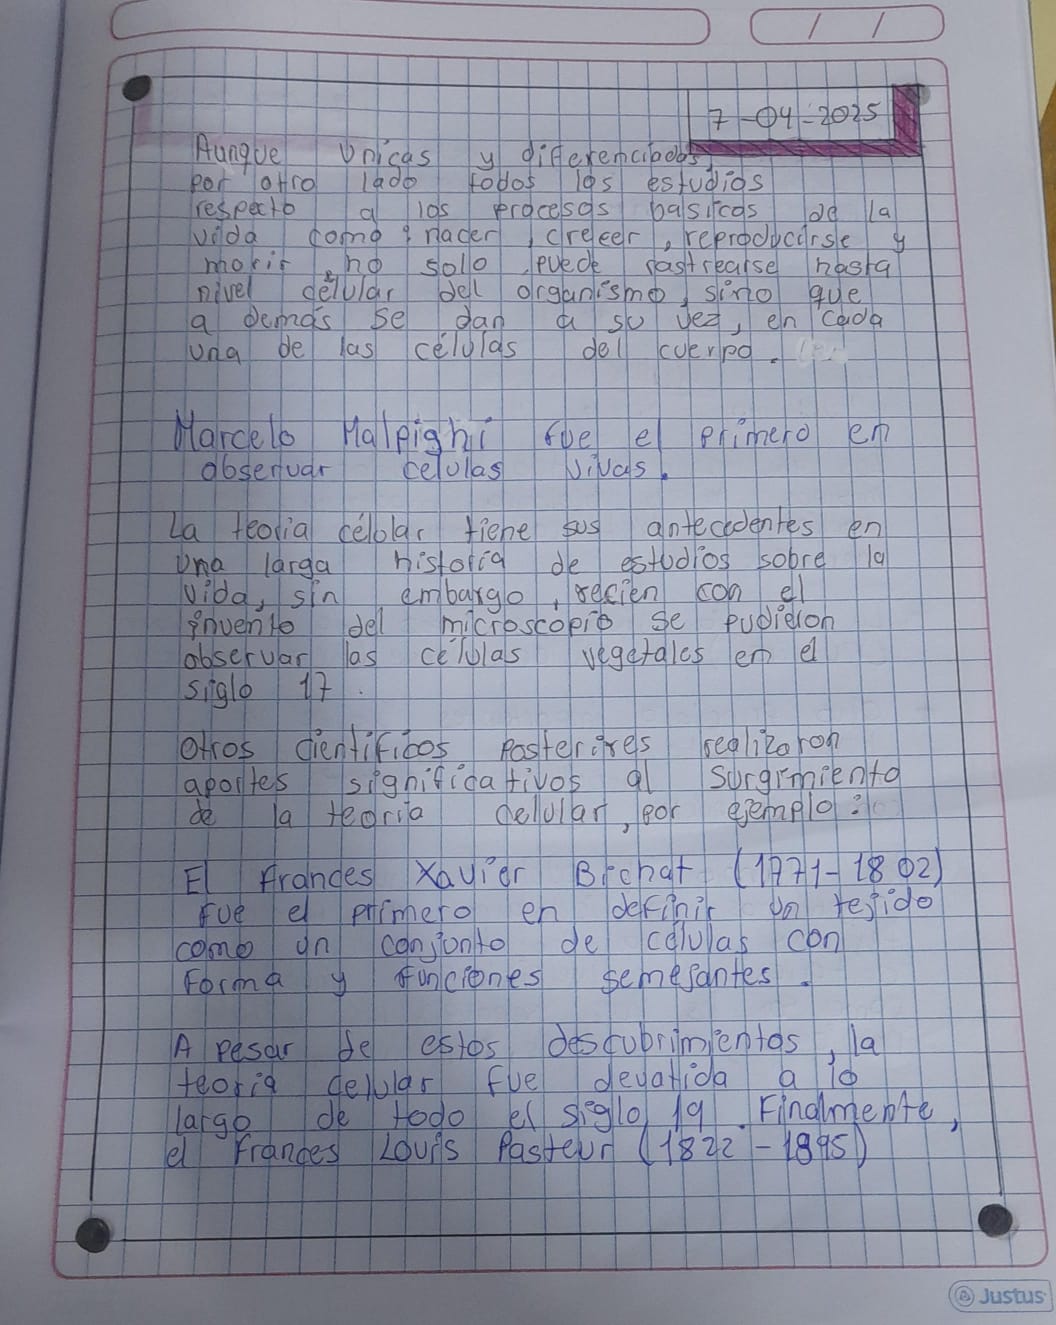 / /
7-04-2025
Aunque Unicas y diferenciadas,
por otro lado todos los estudios
respecto a los procesos basicos de la
vida como: nacer, crecer, reproducirse y
morir, no solo puede rastrearse hasta
nivel célular del organismo, sino que
a demás se dan a su vez, en cada
una de las células del cuerpo.
Marcelo Malpighi fue el primero en
observar celulas vivas.
La teoria célular tiene sus antecedentes en
una larga historia de estudios sobre la
vida, sin embargo, recien con el
invento del microscopio se pudieron
observar las células vegetales en el
siglo 17.
Otros cientificos posteriores realizaron
aportes significativos al surgimiento
de la teoria celular, por ejemplo:
El frances Xavier Bichat (1771-1802)
fue el primero en definir un tejido
como un conjunto de células con
forma y funciones semejantes.
A pesar de estos descubrimientos, la
teoria celular fue devatida a lo
largo de todo el siglo 19. Finalmente,
el frances Louis Pasteur (1822-1895)
Justus